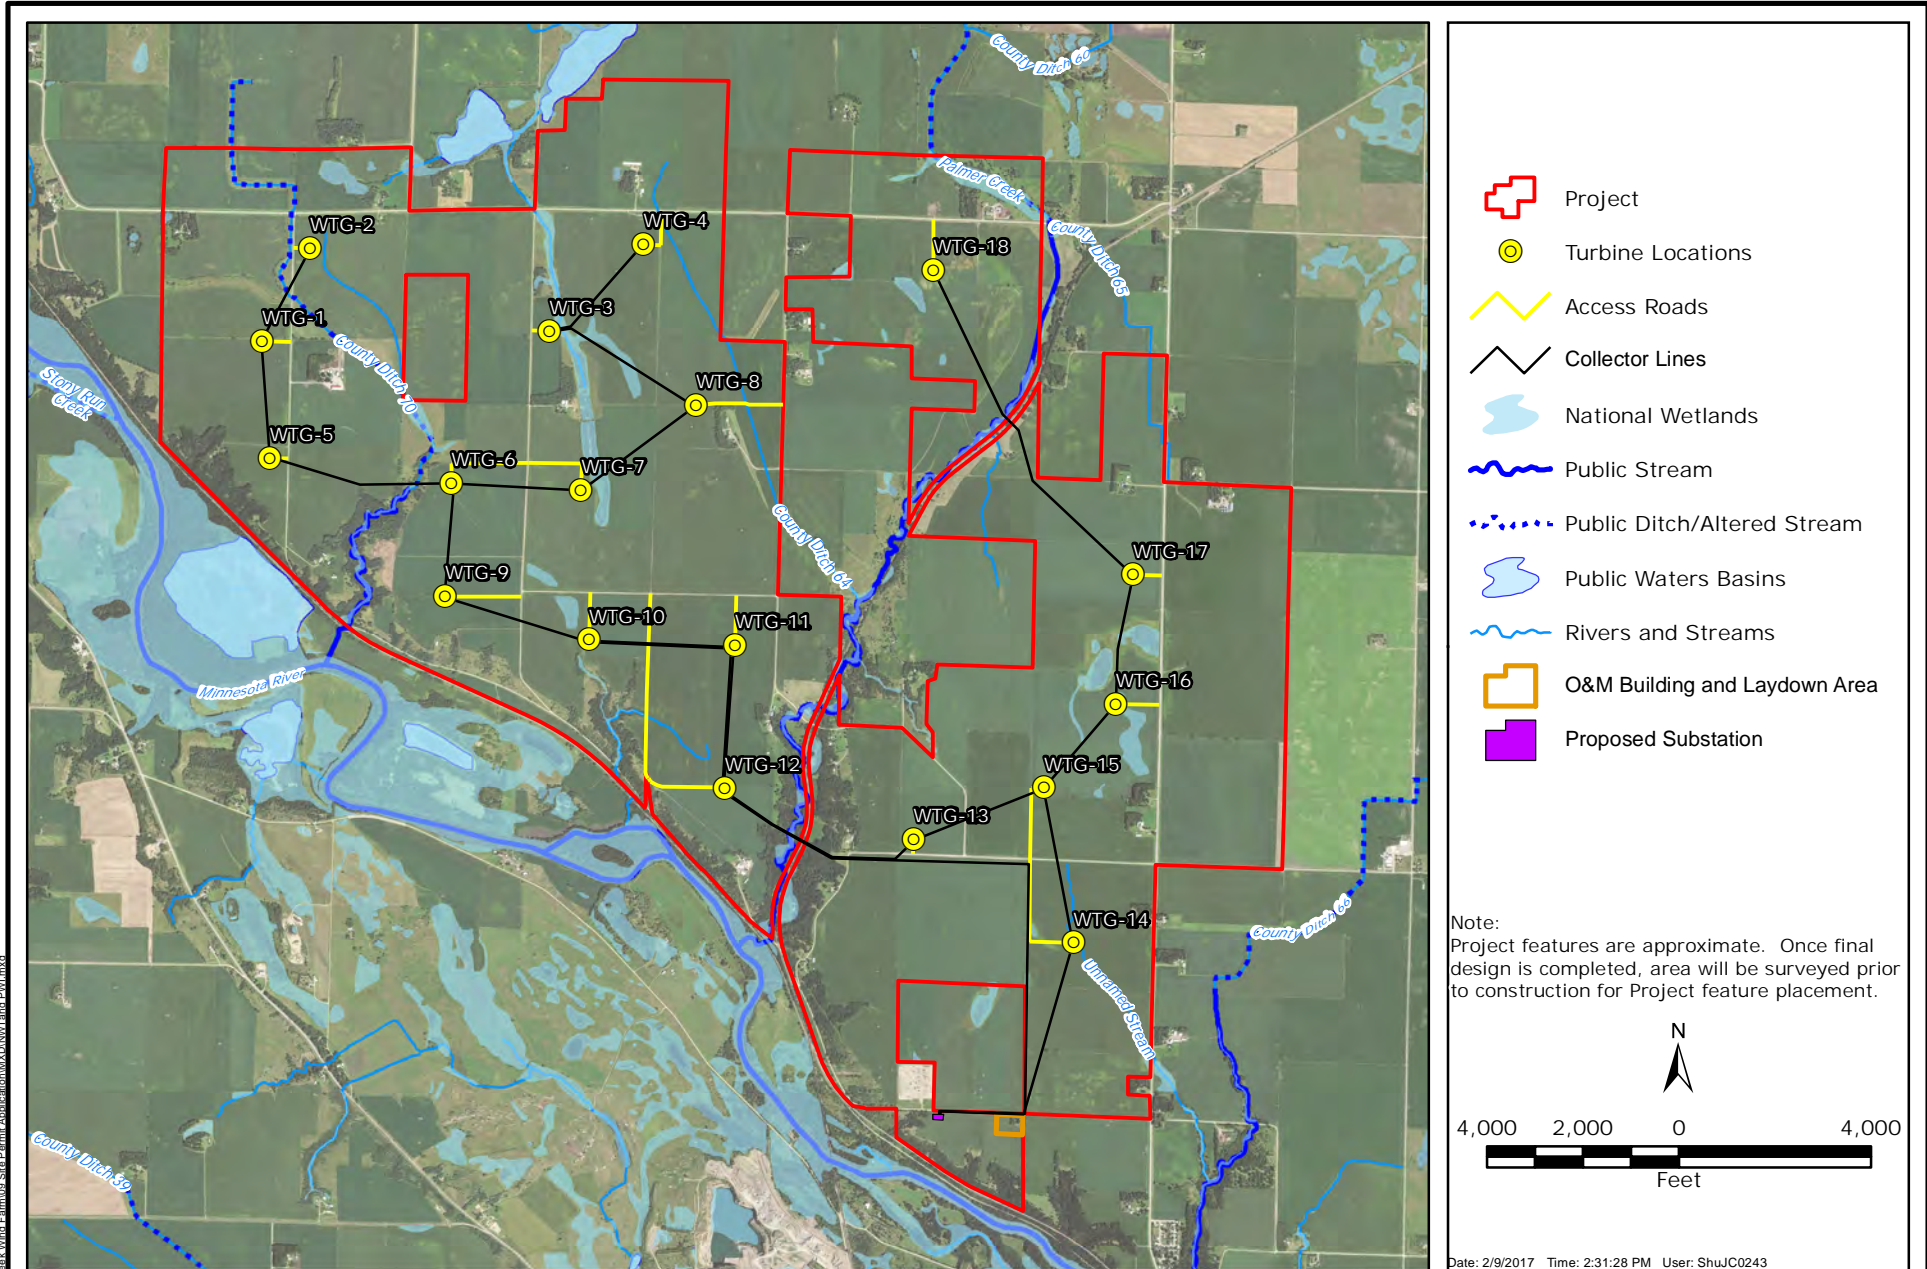 County Ditch 60
Palmer Creek
County Ditch 65
WTG-2
WTG-4
WTG-18
WTG-1
WTG-3
County Ditch 70
Stony Run
Creek
WTG-8
WTG-5
WTG-6
WTG-7
County Ditch 64
WTG-17
WTG-9
WTG-10
WTG-11
Minnesota River
WTG-16
WTG-12
WTG-15
WTG-13
WTG-14
County Ditch 66
Unnamed Stream
County Ditch 39
Project
Turbine Locations
Access Roads
Collector Lines
National Wetlands
Public Stream
Public Ditch/Altered Stream
Public Waters Basins
Rivers and Streams
O&M Building and Laydown Area
Proposed Substation
Note:
Project features are approximate. Once final
design is completed, area will be surveyed prior
to construction for Project feature placement.
N
4,000 2,000 0 4,000
Feet
Date: 2/9/2017 Time: 2:31:28 PM User: ShuJC0243